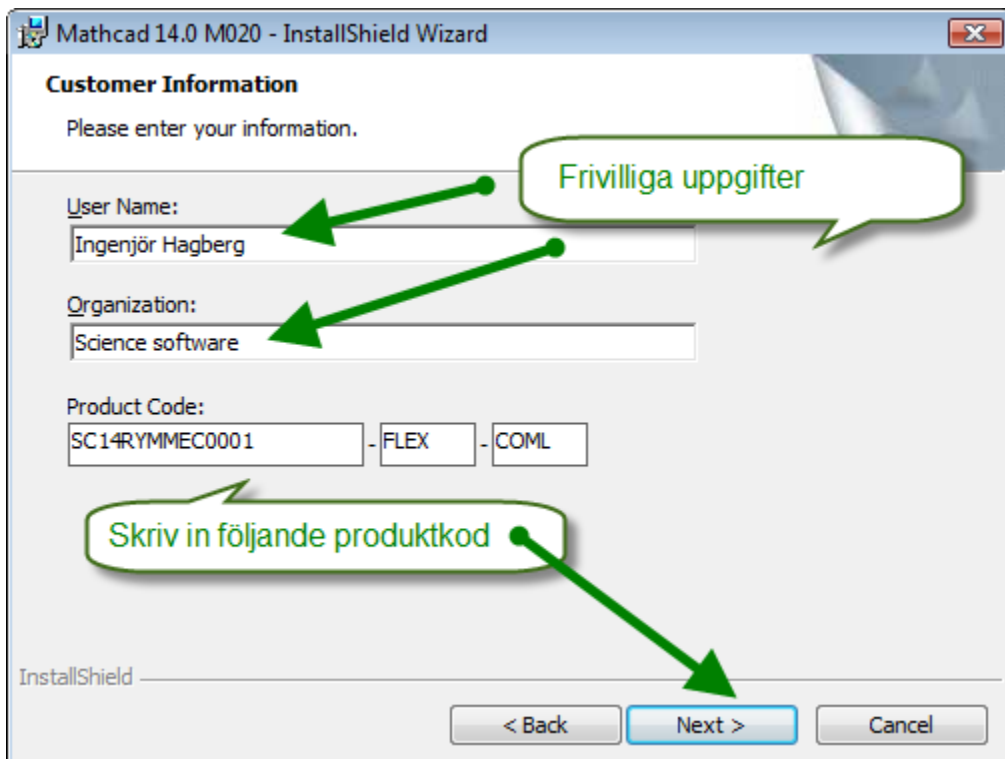 Mathcad 14.0 M020 - InstallShield Wizard
Customer Information
Please enter your information.
Frivilliga uppgifter
User Name:
Ingenjör Hagberg
Organization:
Science software
Product Code:
SC14RYMMEC0001 - FLEX - COML
Skriv in följande produktkod
InstallShield
< Back Next > Cancel